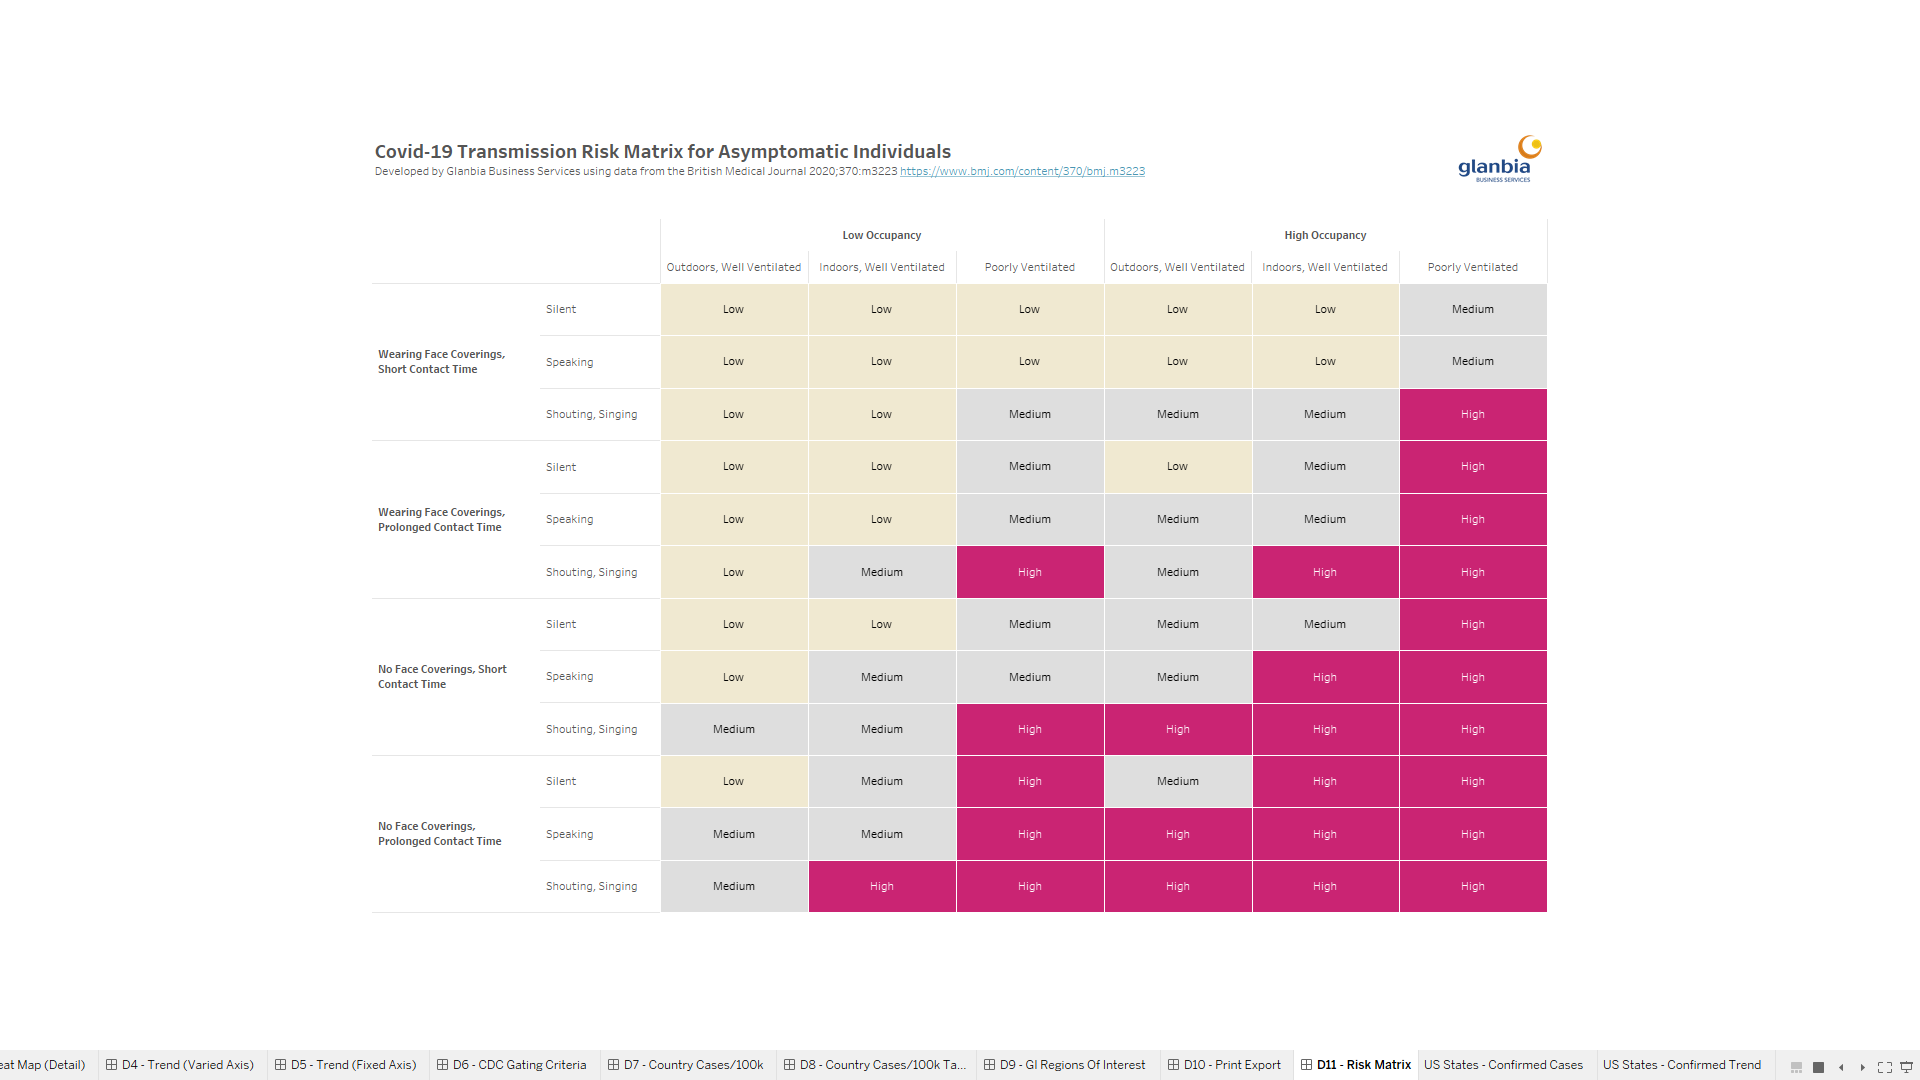 Covid-19 Transmission Risk Matrix for Asymptomatic Individuals
Developed by Glanbia Business Services using data from the British Medical Journal 2020;370:m3223 https://www.bmj.com/content/370/bmj.m3223
glanbia
BUSINESS SERVICES
Low Occupancy High Occupancy
Outdoors, Well Ventilated Indoors, Well Ventilated Poorly Ventilated Outdoors, Well Ventilated Indoors, Well Ventilated Poorly Ventilated
Wearing Face Coverings,
Short Contact Time
Silent Low Low Low Low Low Medium
Speaking Low Low Low Low Low Medium
Shouting, Singing Low Low Medium Medium Medium High
Wearing Face Coverings,
Prolonged Contact Time
Silent Low Low Medium Low Medium High
Speaking Low Low Medium Medium Medium High
Shouting, Singing Low Medium High Medium High High
No Face Coverings, Short
Contact Time
Silent Low Low Medium Medium Medium High
Speaking Low Medium Medium Medium High High
Shouting, Singing Medium Medium High High High High
No Face Coverings,
Prolonged Contact Time
Silent Low Medium High Medium High High
Speaking Medium Medium High High High High
Shouting, Singing Medium High High High High High
eat Map (Detail) D4 - Trend (Varied Axis) D5 - Trend (Fixed Axis) D6 - CDC Gating Criteria D7 - Country Cases/100k D8 - Country Cases/100k Ta... D9 - GI Regions Of Interest D10 - Print Export D11 - Risk Matrix US States - Confirmed Cases US States - Confirmed Trend